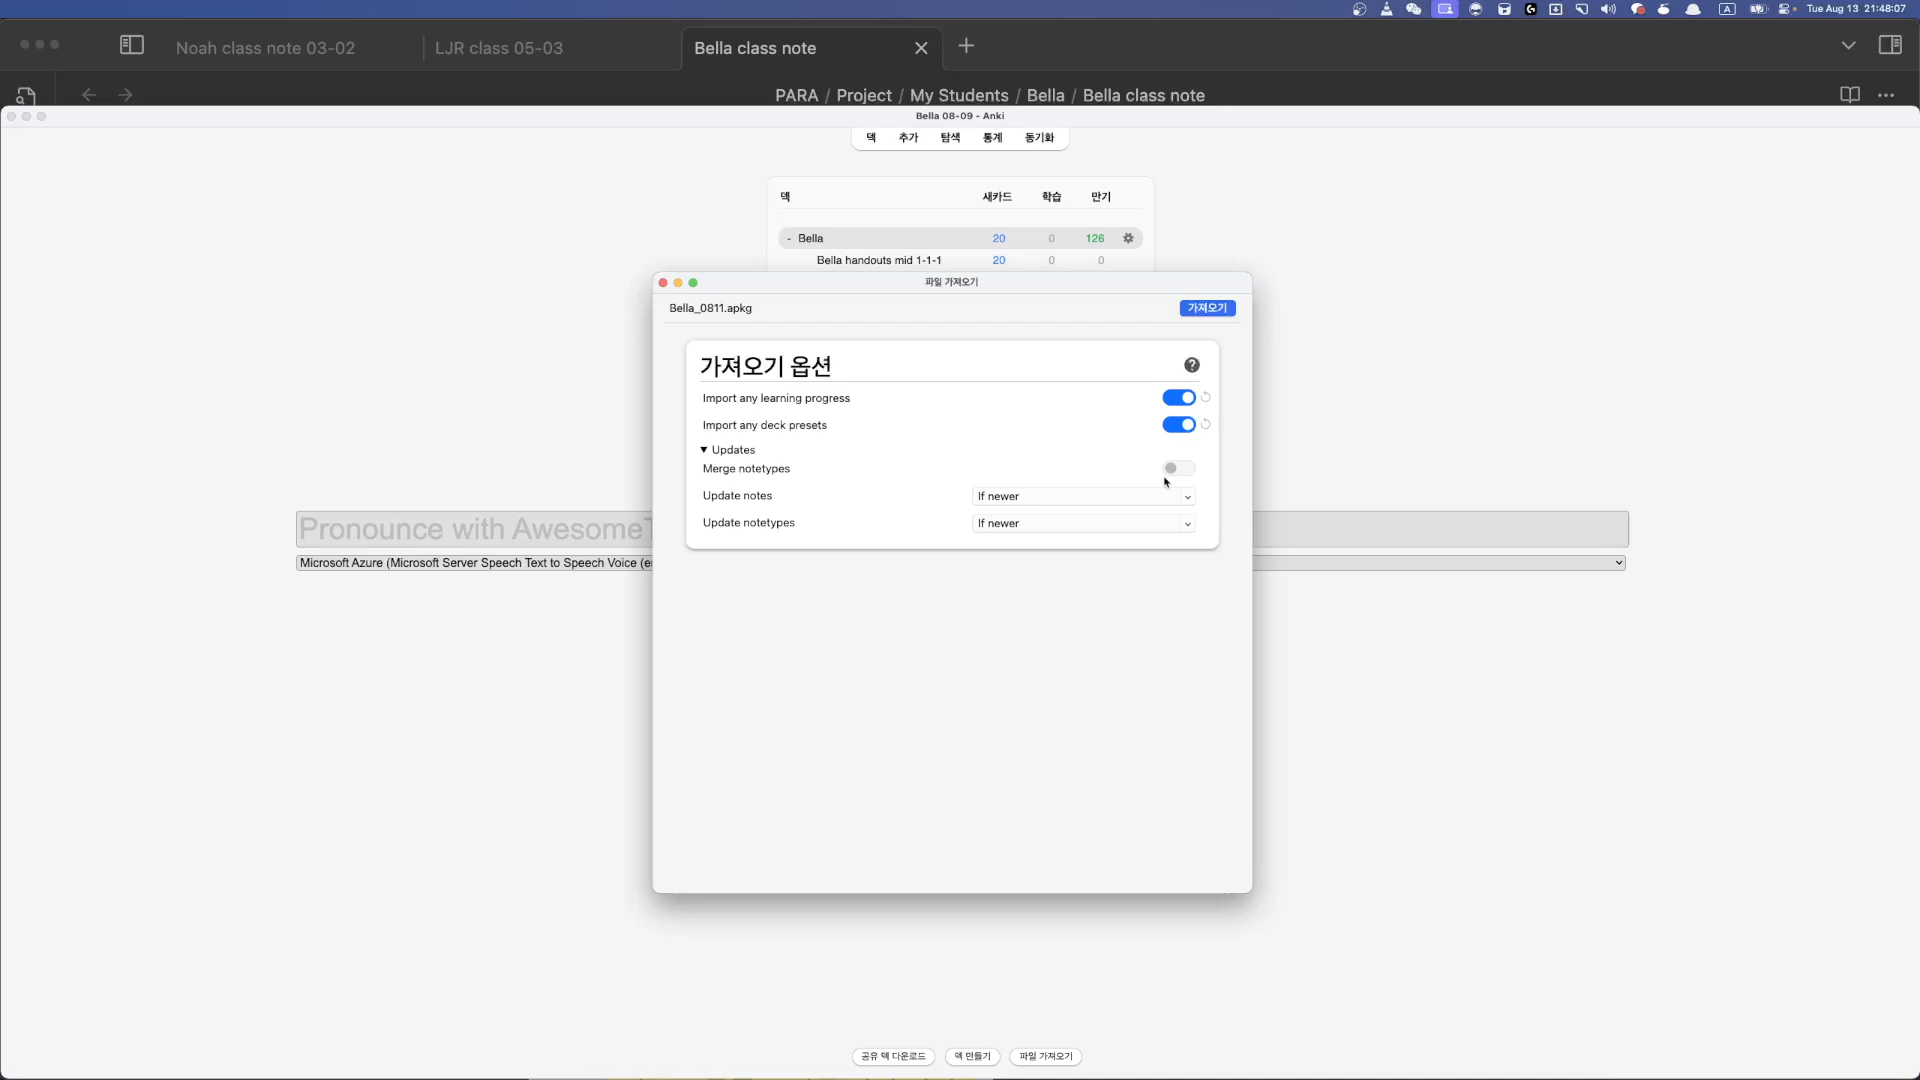 Tue Aug 13 21:48:07
Noah class note 03-02
LJR class 05-03
Bella class note
PARA / Project / My Students / Bella / Bella class note
Bella 08-09 - Anki
덱 추가 탐색 통계 동기화
덱 새카드 학습 만기
- Bella 20 0 126
Bella handouts mid 1-1-1 20 0 0
파일 가져오기
Bella_0811.apkg
가져오기
가져오기 옵션
Import any learning progress
Import any deck presets
Updates
Merge notetypes
Update notes If newer
Update notetypes If newer
Pronounce with Awesome
Microsoft Azure (Microsoft Server Speech Text to Speech Voice
공유 덱 다운로드 덱 만들기 파일 가져오기